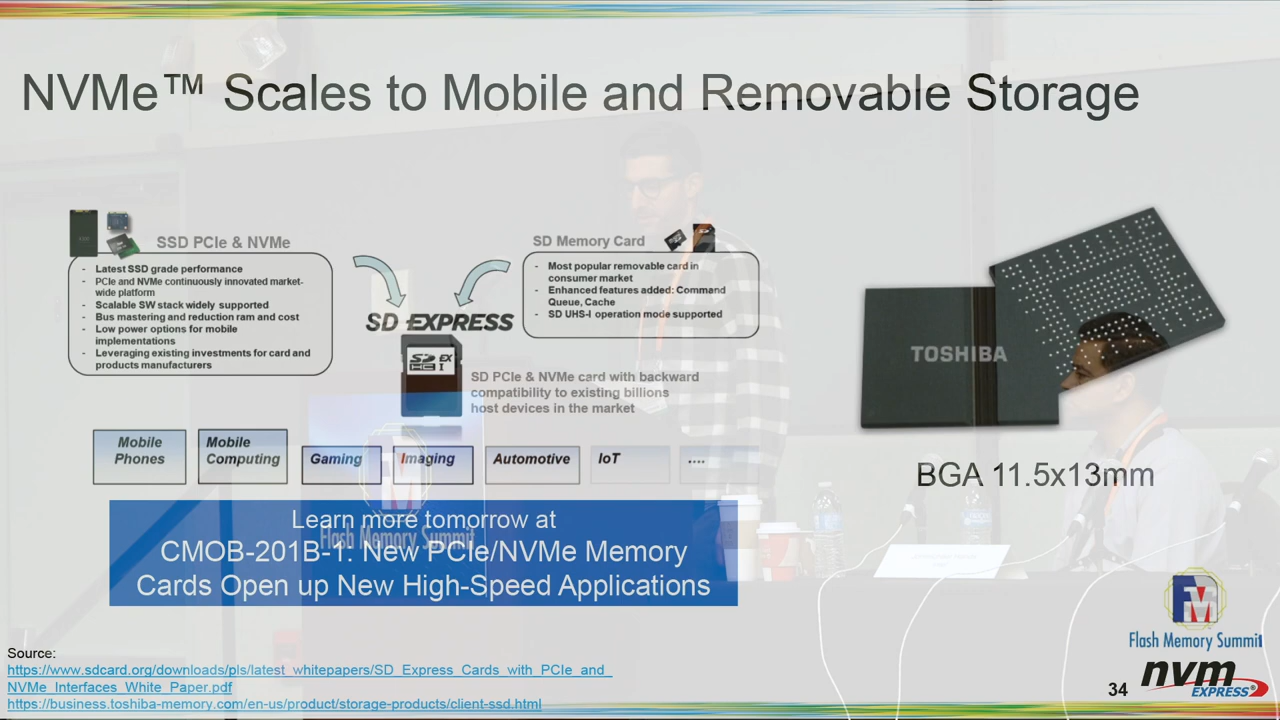 NVMe™ Scales to Mobile and Removable Storage
SSD PCIe & NVMe
- Latest SSD grade performance
- PCIe and NVMe continuously innovated market-
wide platform
- Scalable SW stack widely supported
- Bus mastering and reduction ram and cost
- Low power options for mobile
implementations
- Leveraging existing investments for card and
products manufacturers
SD Memory Card
- Most popular removable card in
consumer market
- Enhanced features added: Command
Queue, Cache
- SD UHS-I operation mode supported
SD EXPRESS
SD EX
HC I
SD PCIe & NVMe card with backward
compatibility to existing billions
host devices in the market
Mobile
Phones
Mobile
Computing
Gaming
Imaging
Automotive
IoT
....
TOSHIBA
BGA 11.5x13mm
Learn more tomorrow at
CMOB-201B-1: New PCIe/NVMe Memory
Cards Open up New High-Speed Applications
Flash Memory Summit
Source:
https://www.sdcard.org/downloads/pls/latest_whitepapers/SD_Express_Cards_with_PCIe_and_
NVMe_Interfaces_White_Paper.pdf
https://business.toshiba-memory.com/en-us/product/storage-products/client-ssd.html
FMS
Flash Memory Summit
34
nvm
EXPRESS®